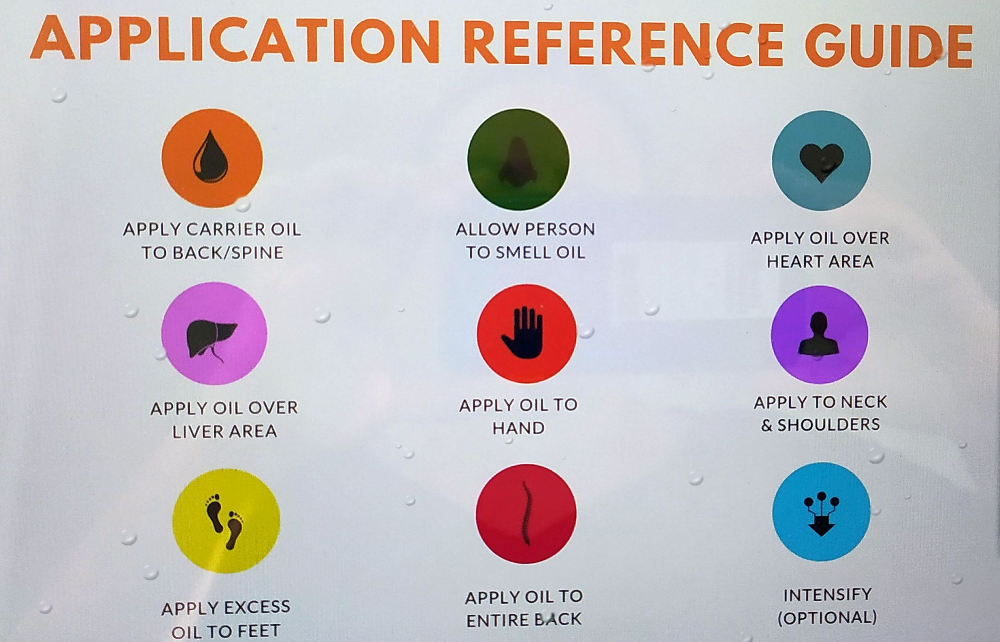 APPLICATION REFERENCE GUIDE
APPLY CARRIER OIL
TO BACK/SPINE
ALLOW PERSON
TO SMELL OIL
APPLY OIL OVER
HEART AREA
APPLY OIL OVER
LIVER AREA
APPLY OIL TO
HAND
APPLY TO NECK
& SHOULDERS
APPLY EXCESS
OIL TO FEET
APPLY OIL TO
ENTIRE BACK
INTENSIFY
(OPTIONAL)